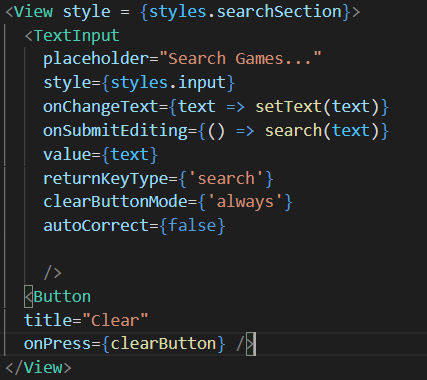 <View style = {styles.searchSection}>
<TextInput
placeholder="Search Games..."
style={styles.input}
onChangeText={text => setText(text)}
onSubmitEditing={() => search(text)}
value={text}
returnKeyType={'search'}
clearButtonMode={'always'}
autoCorrect={false}
/>
<Button
title="Clear"
onPress={clearButton} />
</View>